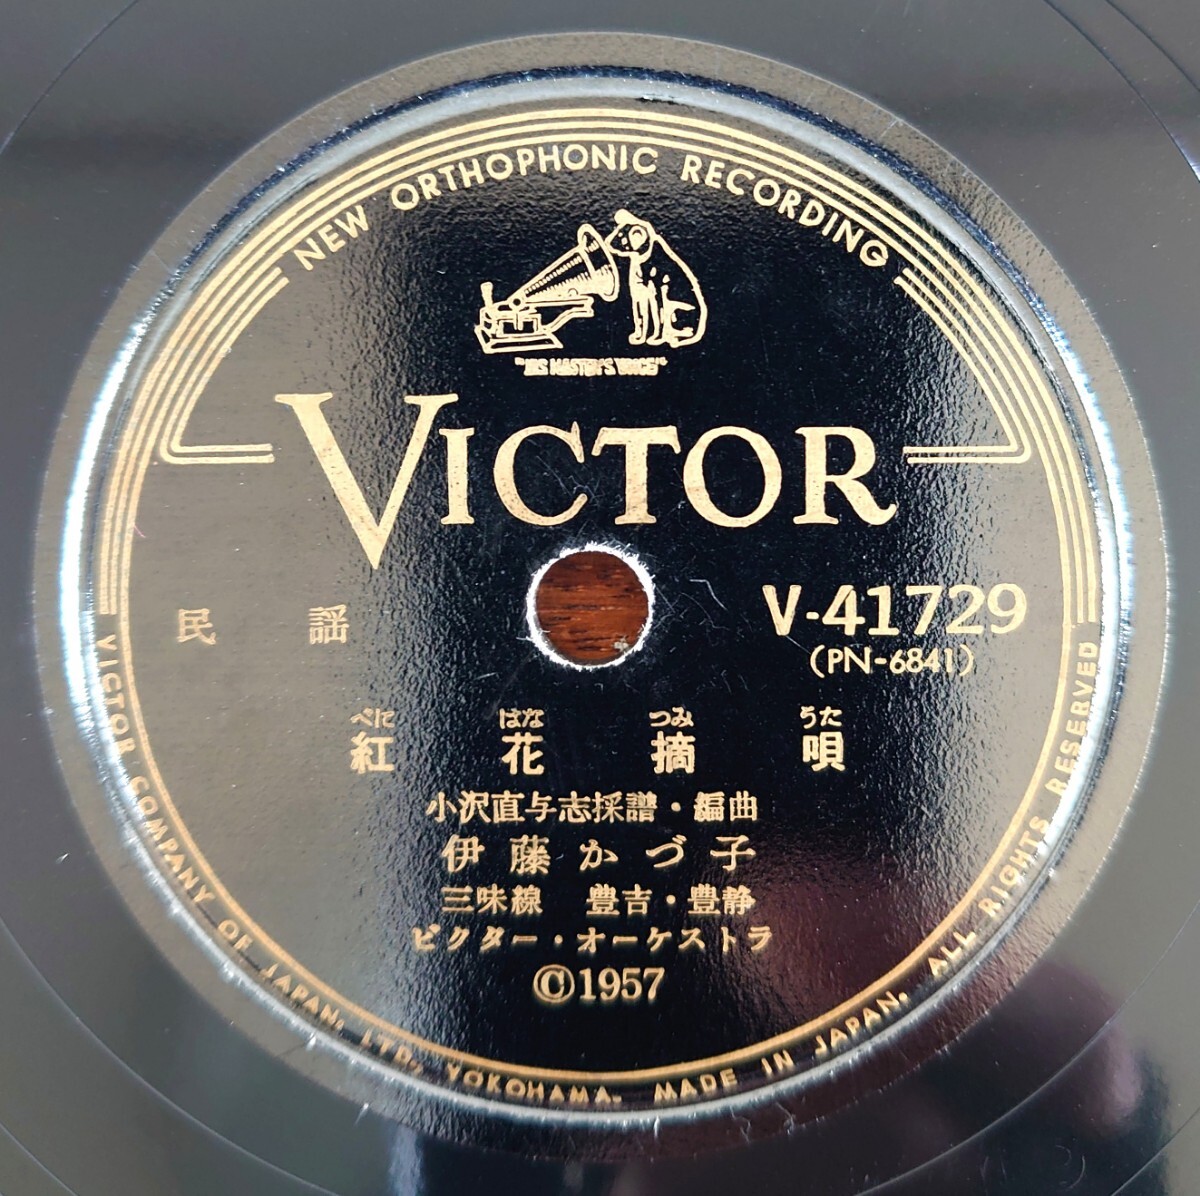 NEW ORTHOPHONIC RECORDING
"HIS MASTER'S VOICE"
VICTOR
民謡
V-41729
(PN-6841)
べに はな つみ うた
紅花摘唄
小沢直与志採譜・編曲
伊藤かづ子
三味線 豊吉・豊静
ビクター・オーケストラ
©1957
VICTOR COMPANY OF JAPAN, LTD., YOKOHAMA. MADE IN JAPAN. ALL RIGHTS RESERVED